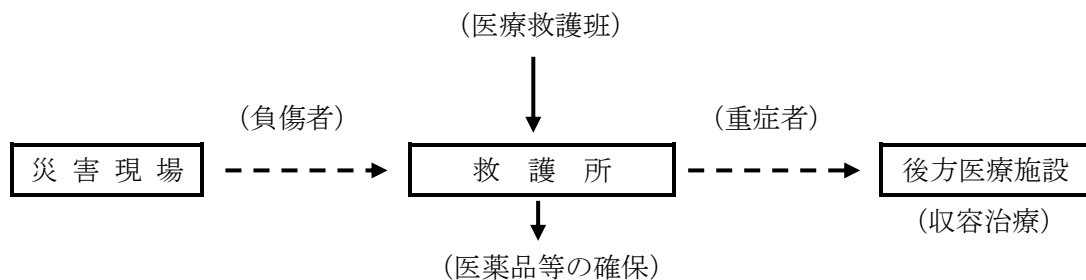 （医療救護班）
（負傷者）
（重症者）
災害現場
救護所
後方医療施設
（収容治療）
（医薬品等の確保）